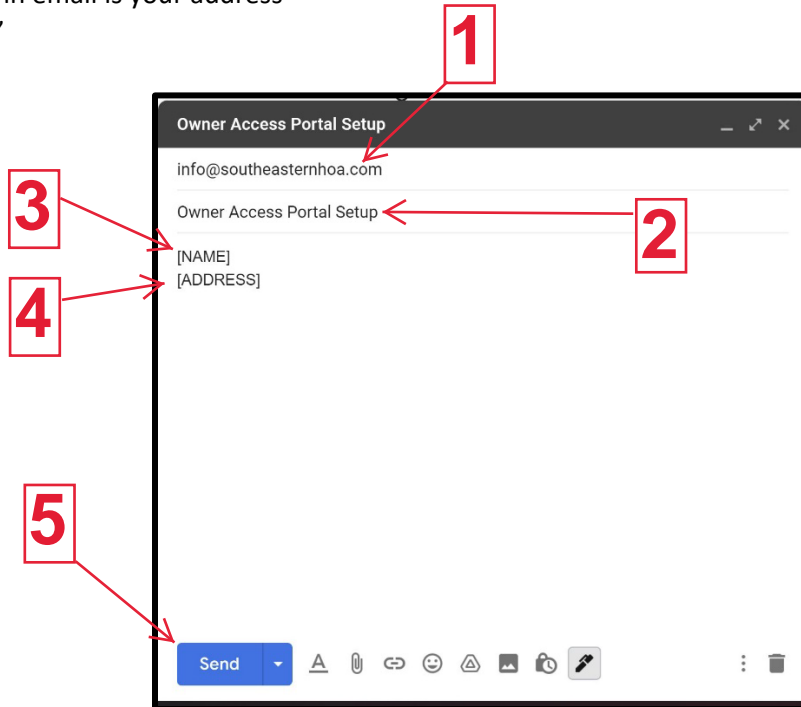 in email is your address
1
Owner Access Portal Setup
info@southeasternhoa.com
3
Owner Access Portal Setup
2
[NAME]
[ADDRESS]
4
5
Send
A